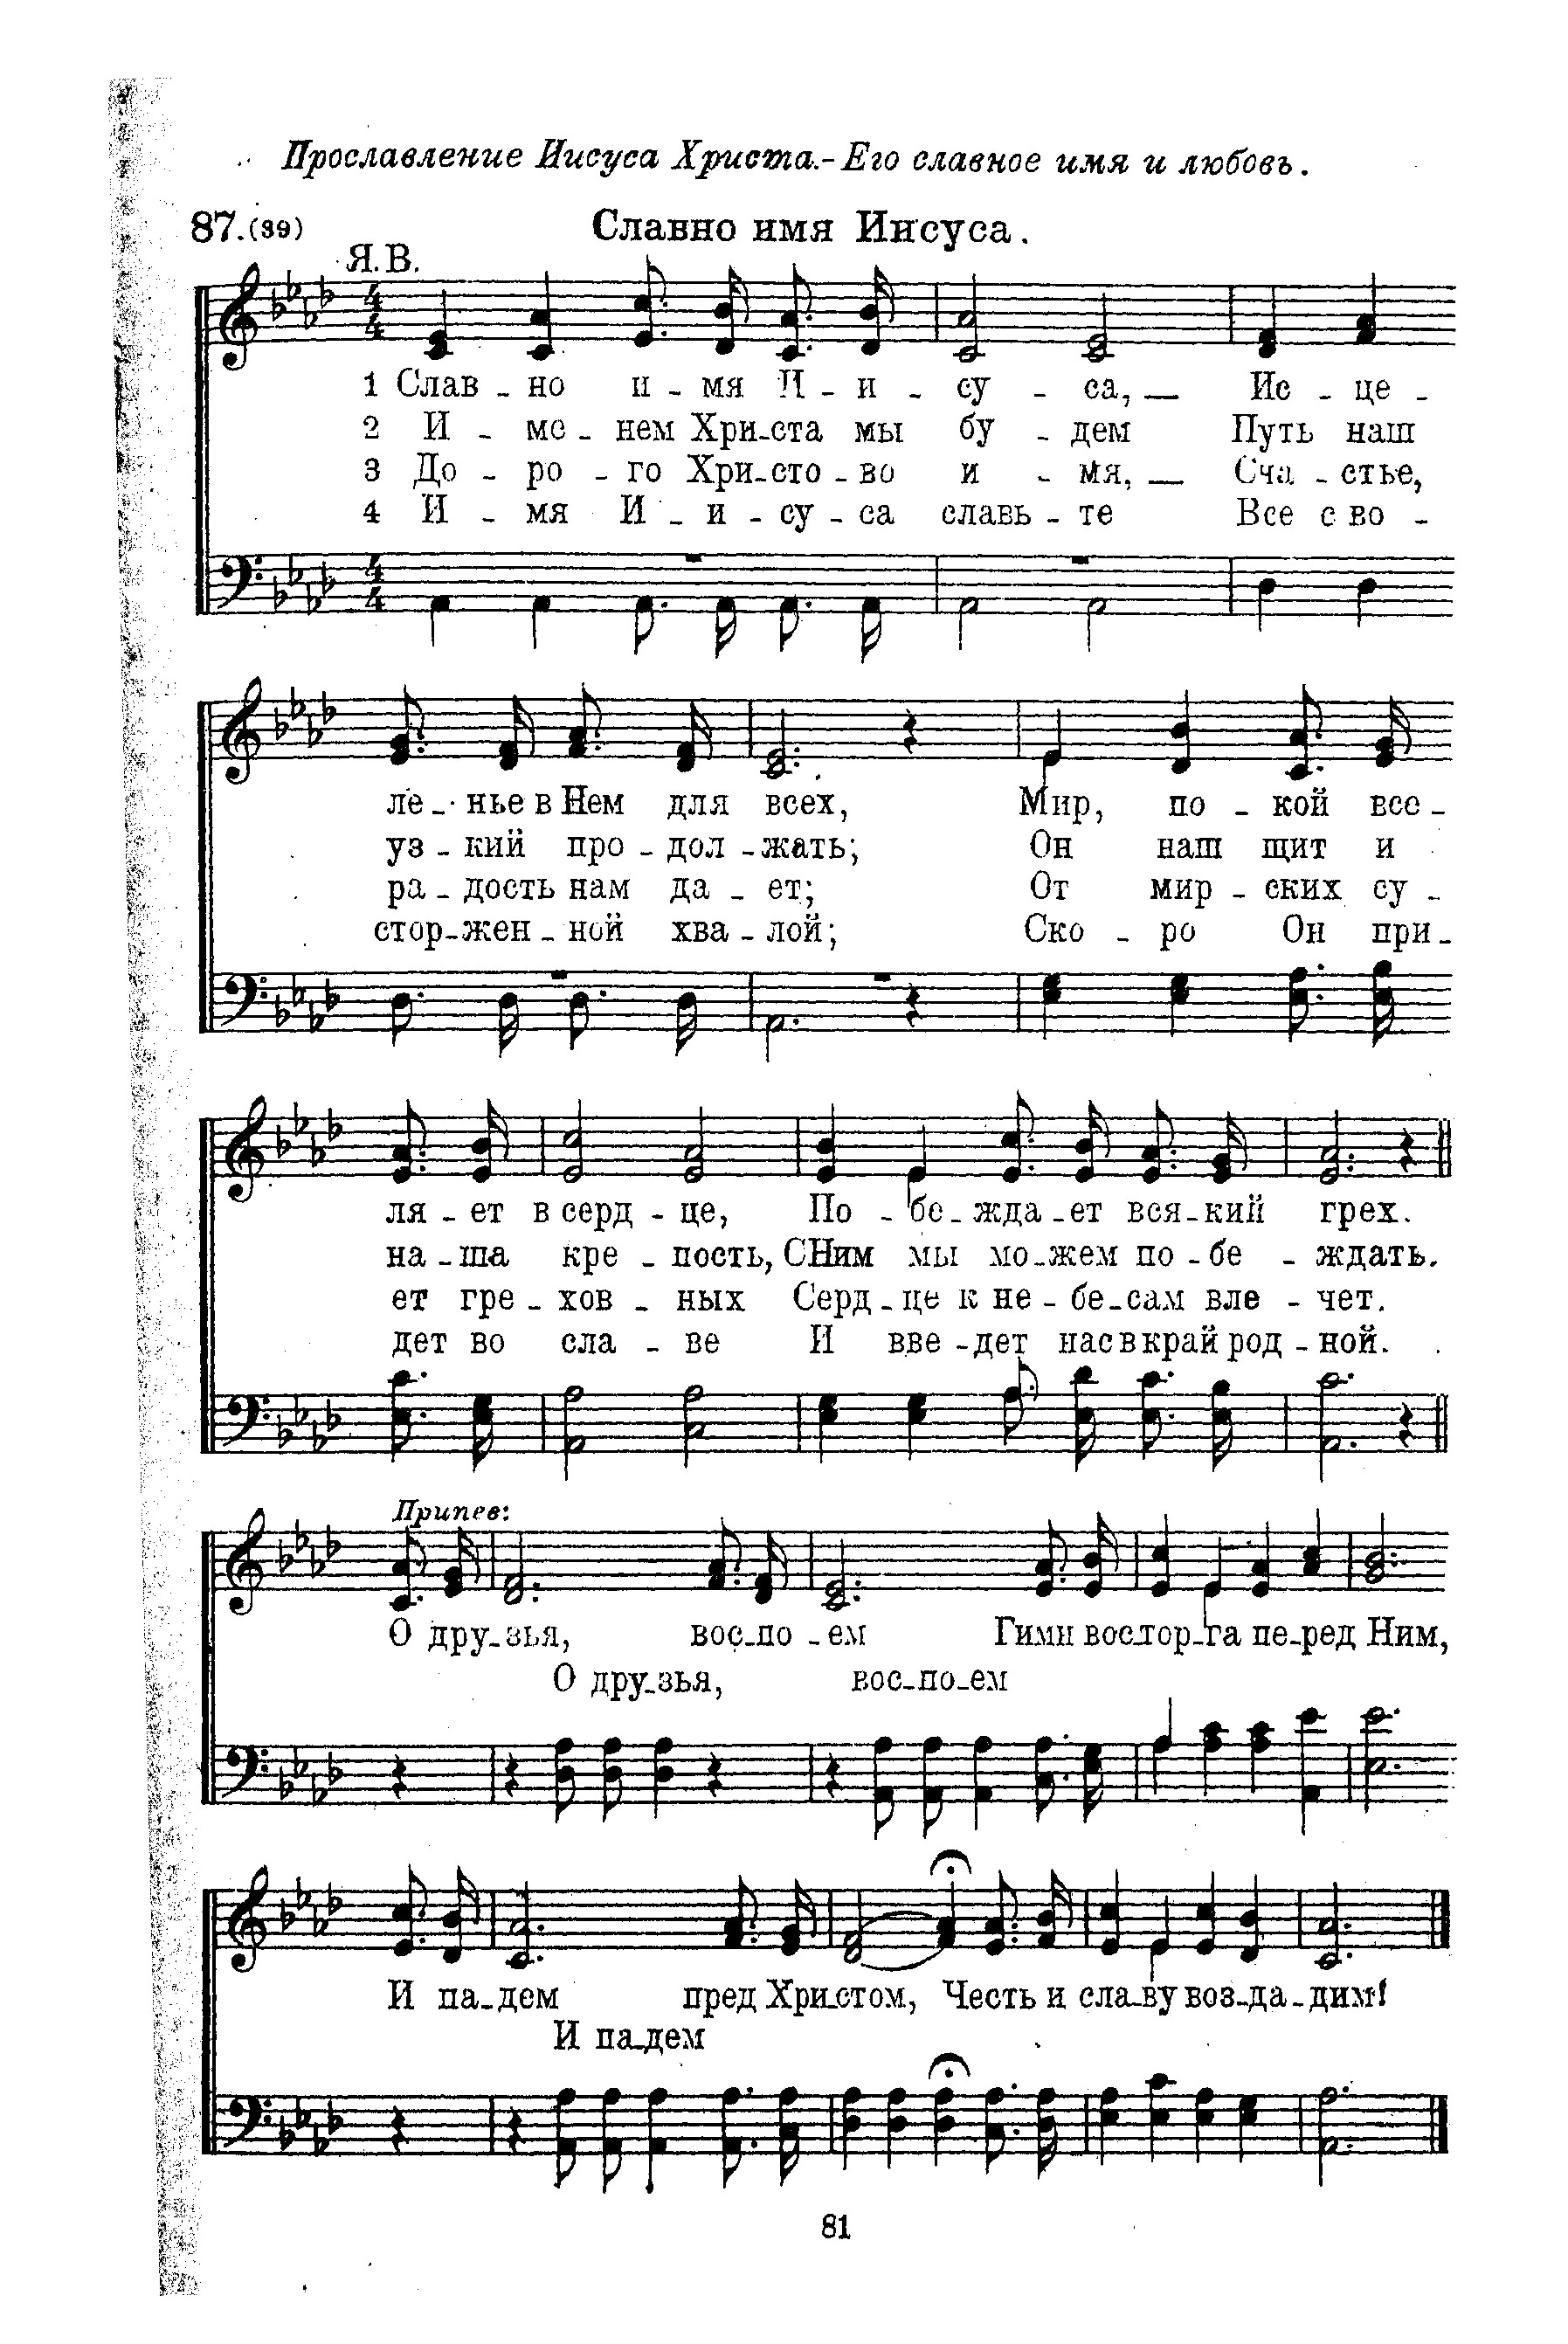 Прославление Иисуса Христа.-Его славное имя и любовь.
87.(39) Славно имя Иисуса.
Я.В.
4
4
1 Слав - но и - мя И - и - су - са, — Ис - це -
2 И - ме - нем Хри-ста мы бу - дем Путь наш
3 До - ро - го Хри-сто - во и - мя, — Сча - стье,
4 И - мя И - и - су - са славь - те Все с во -
4
4
ле - нье в Нем для всех, Мир, по - кой все -
уз - кий про - дол - жать; Он наш щит и
ра - дость нам да - ет; От мир - ских су -
стор-жен - ной хва - лой; Ско - ро Он при -
ля - ет в серд - це, По - бе - жда - ет вся-кий грех.
на - ша кре - пость, С Ним мы мо-жем по - бе - ждать.
ет гре - хов - ных Серд - це к не - бе-сам вле - чет.
дет во сла - ве И вве - дет нас в край род - ной.
Припев:
О дру-зья, вос-по - ем Гимн вос-тор-га пе-ред Ним,
О дру-зья, вос-по-ем
И па-дем пред Хри-стом, Честь и сла-ву воз-да-дим!
И па-дем
81